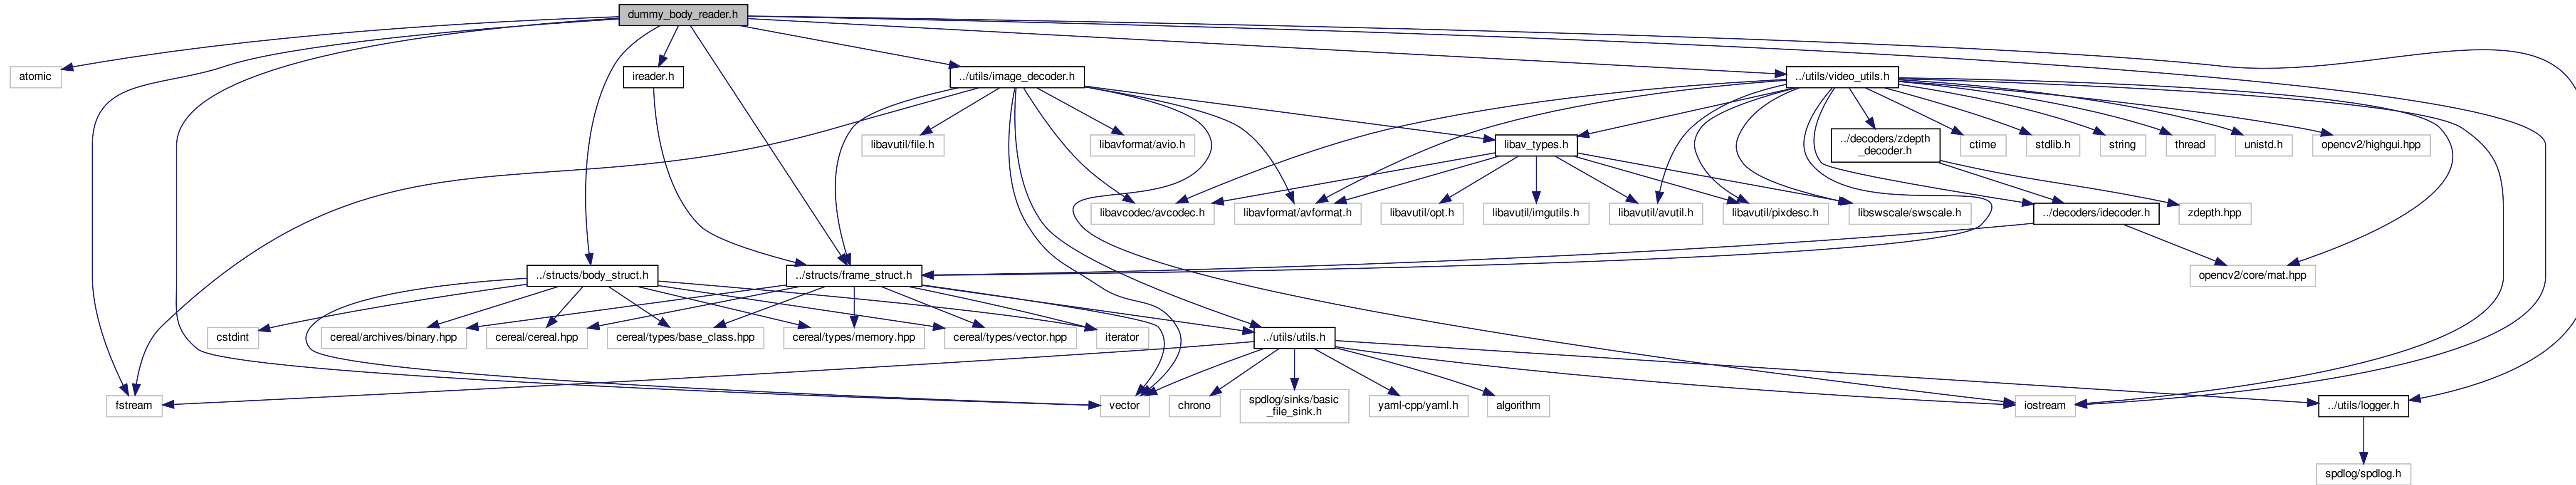 dummy_body_reader.h
atomic
ireader.h
../utils/image_decoder.h
../utils/video_utils.h
libavutil/file.h
libavformat/avio.h
libav_types.h
../decoders/zdepth
_decoder.h
ctime
stdlib.h
string
thread
unistd.h
opencv2/highgui.hpp
libavcodec/avcodec.h
libavformat/avformat.h
libavutil/opt.h
libavutil/imgutils.h
libavutil/avutil.h
libavutil/pixdesc.h
libswscale/swscale.h
../decoders/idecoder.h
zdepth.hpp
../structs/body_struct.h
../structs/frame_struct.h
opencv2/core/mat.hpp
cstdint
cereal/archives/binary.hpp
cereal/cereal.hpp
cereal/types/base_class.hpp
cereal/types/memory.hpp
cereal/types/vector.hpp
iterator
../utils/utils.h
fstream
vector
chrono
spdlog/sinks/basic
_file_sink.h
yaml-cpp/yaml.h
algorithm
iostream
../utils/logger.h
spdlog/spdlog.h